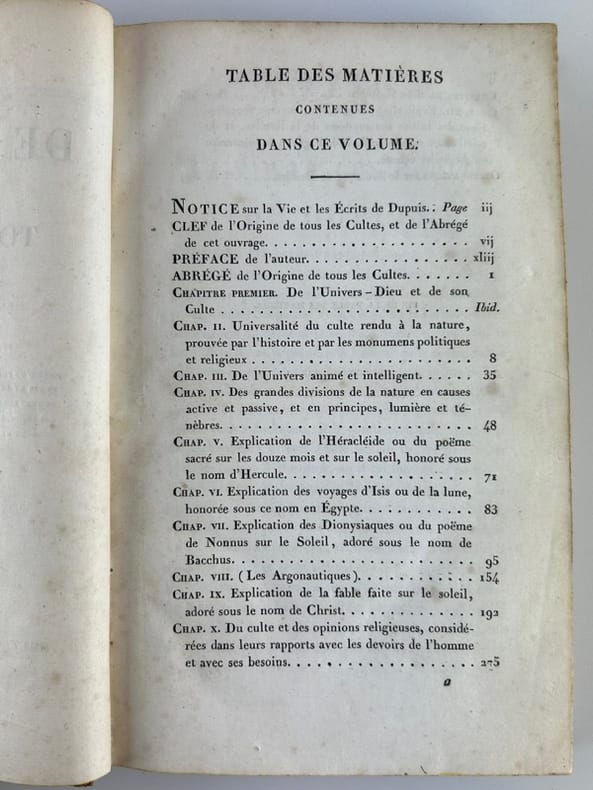 TABLE DES MATIÈRES
CONTENUES
DANS CE VOLUME.
NOTICE sur la Vie et les Écrits de Dupuis.. Page iij
CLEF de l'Origine de tous les Cultes, et de l'Abrégé
de cet ouvrage. . . . . . . . . . . . . . . . . . . . . . vij
PRÉFACE de l'auteur. . . . . . . . . . . . . . . . . xliij
ABRÉGÉ de l'Origine de tous les Cultes. . . . . . . 1
CHAPITRE PREMIER. De l'Univers-Dieu et de son
Culte . . . . . . . . . . . . . . . . . . . . . . . . . Ibid.
CHAP. II. Universalité du culte rendu à la nature,
prouvée par l'histoire et par les monumens politiques
et religieux . . . . . . . . . . . . . . . . . . . . . . 8
CHAP. III. De l'Univers animé et intelligent. . . . . . 35
CHAP. IV. Des grandes divisions de la nature en causes
active et passive, et en principes, lumière et té-
nèbres. . . . . . . . . . . . . . . . . . . . . . . . . 48
CHAP. V. Explication de l'Héracléide ou du poëme
sacré sur les douze mois et sur le soleil, honoré sous
le nom d'Hercule. . . . . . . . . . . . . . . . . . . 71
CHAP. VI. Explication des voyages d'Isis ou de la lune,
honorée sous ce nom en Égypte. . . . . . . . . . . . 83
CHAP. VII. Explication des Dionysiaques ou du poëme
de Nonnus sur le Soleil, adoré sous le nom de
Bacchus. . . . . . . . . . . . . . . . . . . . . . . . 95
CHAP. VIII. (Les Argonautiques). . . . . . . . . . . . 154
CHAP. IX. Explication de la fable faite sur le soleil,
adoré sous le nom de Christ. . . . . . . . . . . . . . 192
CHAP. X. Du culte et des opinions religieuses, considé-
rées dans leurs rapports avec les devoirs de l'homme
et avec ses besoins. . . . . . . . . . . . . . . . . . . 275
a